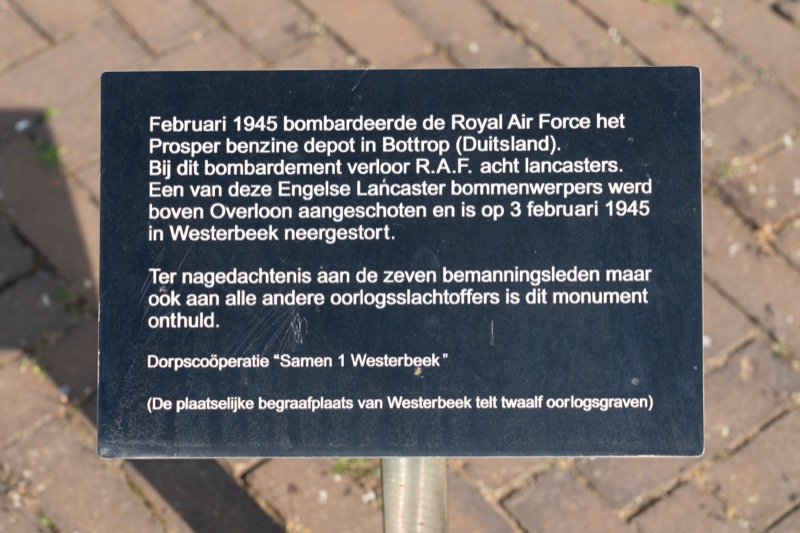 Februari 1945 bombardeerde de Royal Air Force het
Prosper benzine depot in Bottrop (Duitsland).
Bij dit bombardement verloor R.A.F. acht lancasters.
Een van deze Engelse Lancaster bommenwerpers werd
boven Overloon aangeschoten en is op 3 februari 1945
in Westerbeek neergestort.
Ter nagedachtenis aan de zeven bemanningsleden maar
ook aan alle andere oorlogsslachtoffers is dit monument
onthuld.
Dorpscoöperatie “Samen 1 Westerbeek”
(De plaatselijke begraafplaats van Westerbeek telt twaalf oorlogsgraven)